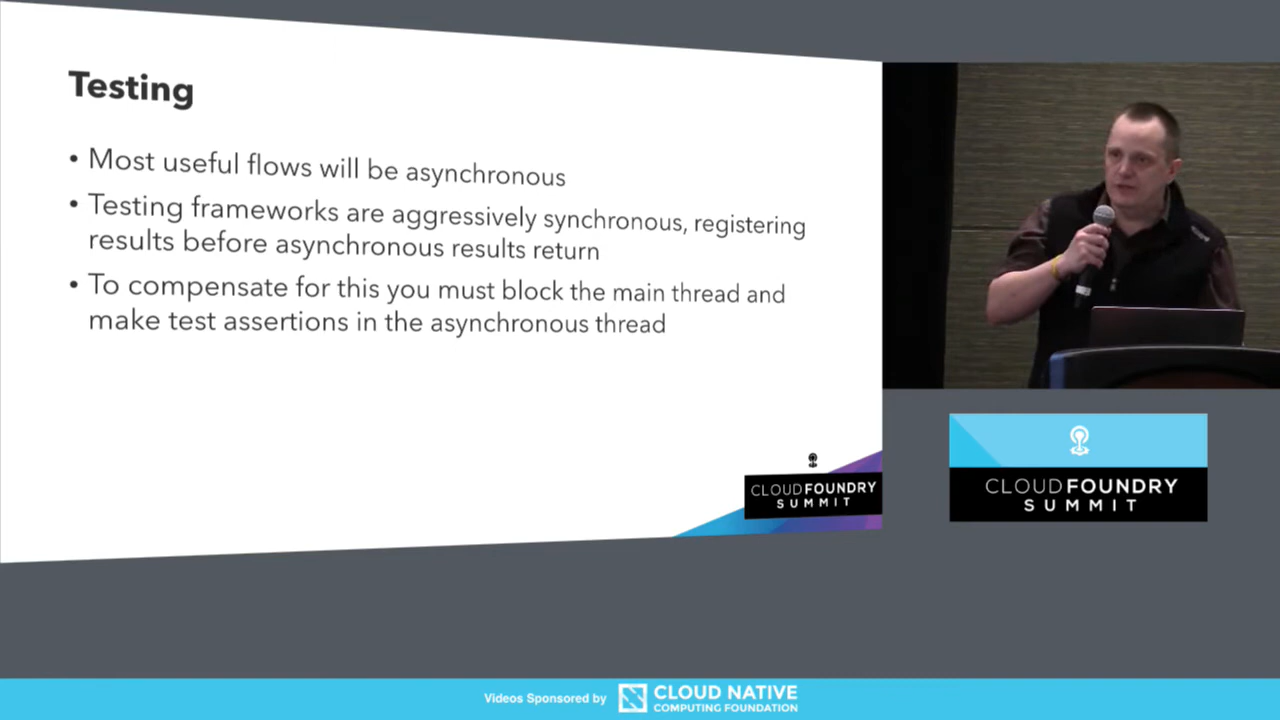 Testing
• Most useful flows will be asynchronous
• Testing frameworks are aggressively synchronous, registering
results before asynchronous results return
• To compensate for this you must block the main thread and
make test assertions in the asynchronous thread
CLOUDFOUNDRY
SUMMIT
CLOUDFOUNDRY
SUMMIT
Videos Sponsored by
CLOUD NATIVE
COMPUTING FOUNDATION